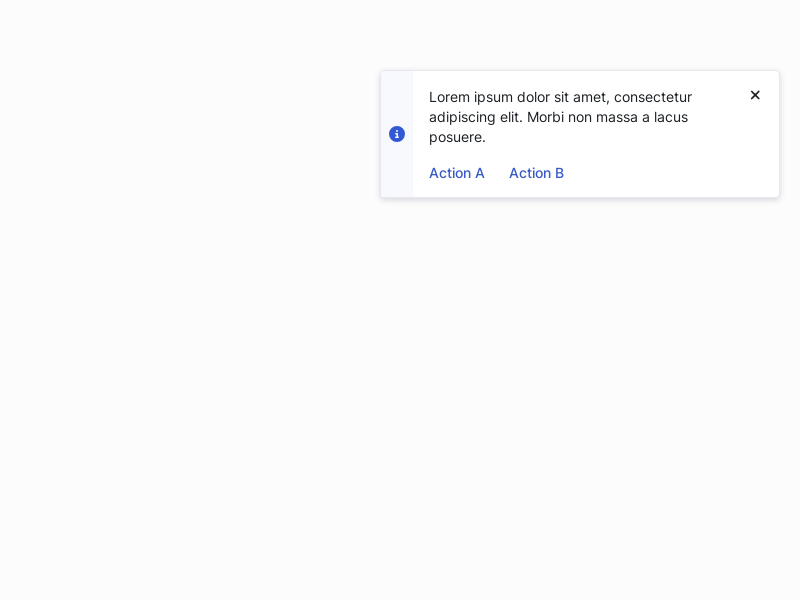 Lorem ipsum dolor sit amet, consectetur
adipiscing elit. Morbi non massa a lacus
posuere.
Action A Action B